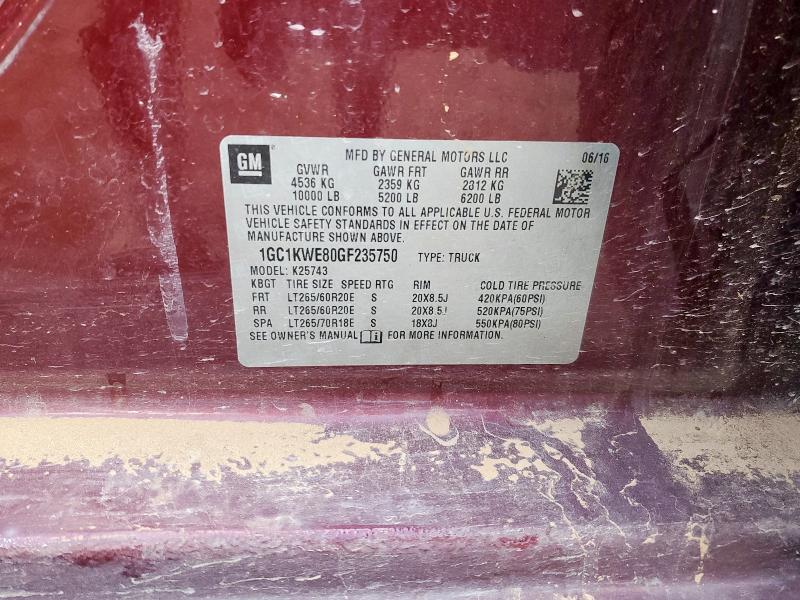 GM MFD BY GENERAL MOTORS LLC 06/16
GVWR GAWR FRT GAWR RR
4536 KG 2359 KG 2812 KG
10000 LB 5200 LB 6200 LB
THIS VEHICLE CONFORMS TO ALL APPLICABLE U.S. FEDERAL MOTOR
VEHICLE SAFETY STANDARDS IN EFFECT ON THE DATE OF
MANUFACTURE SHOWN ABOVE.
1GC1KWE80GF235750 TYPE: TRUCK
MODEL: K25743
KBGT TIRE SIZE SPEED RTG RIM COLD TIRE PRESSURE
FRT LT265/60R20E S 20X8.5J 420KPA(60PSI)
RR LT265/60R20E S 20X8.5J 520KPA(75PSI)
SPA LT265/70R18E S 18X8J 550KPA(80PSI)
SEE OWNER'S MANUAL FOR MORE INFORMATION.